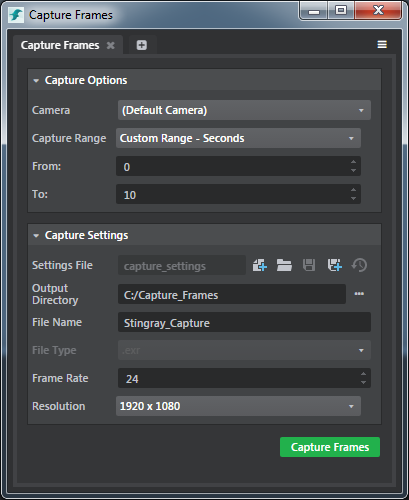 Capture Frames
Capture Frames
Capture Options
Camera (Default Camera)
Capture Range Custom Range - Seconds
From: 0
To: 10
Capture Settings
Settings File capture_settings
Output
Directory C:/Capture_Frames
File Name Stingray_Capture
File Type .exr
Frame Rate 24
Resolution 1920 x 1080
Capture Frames